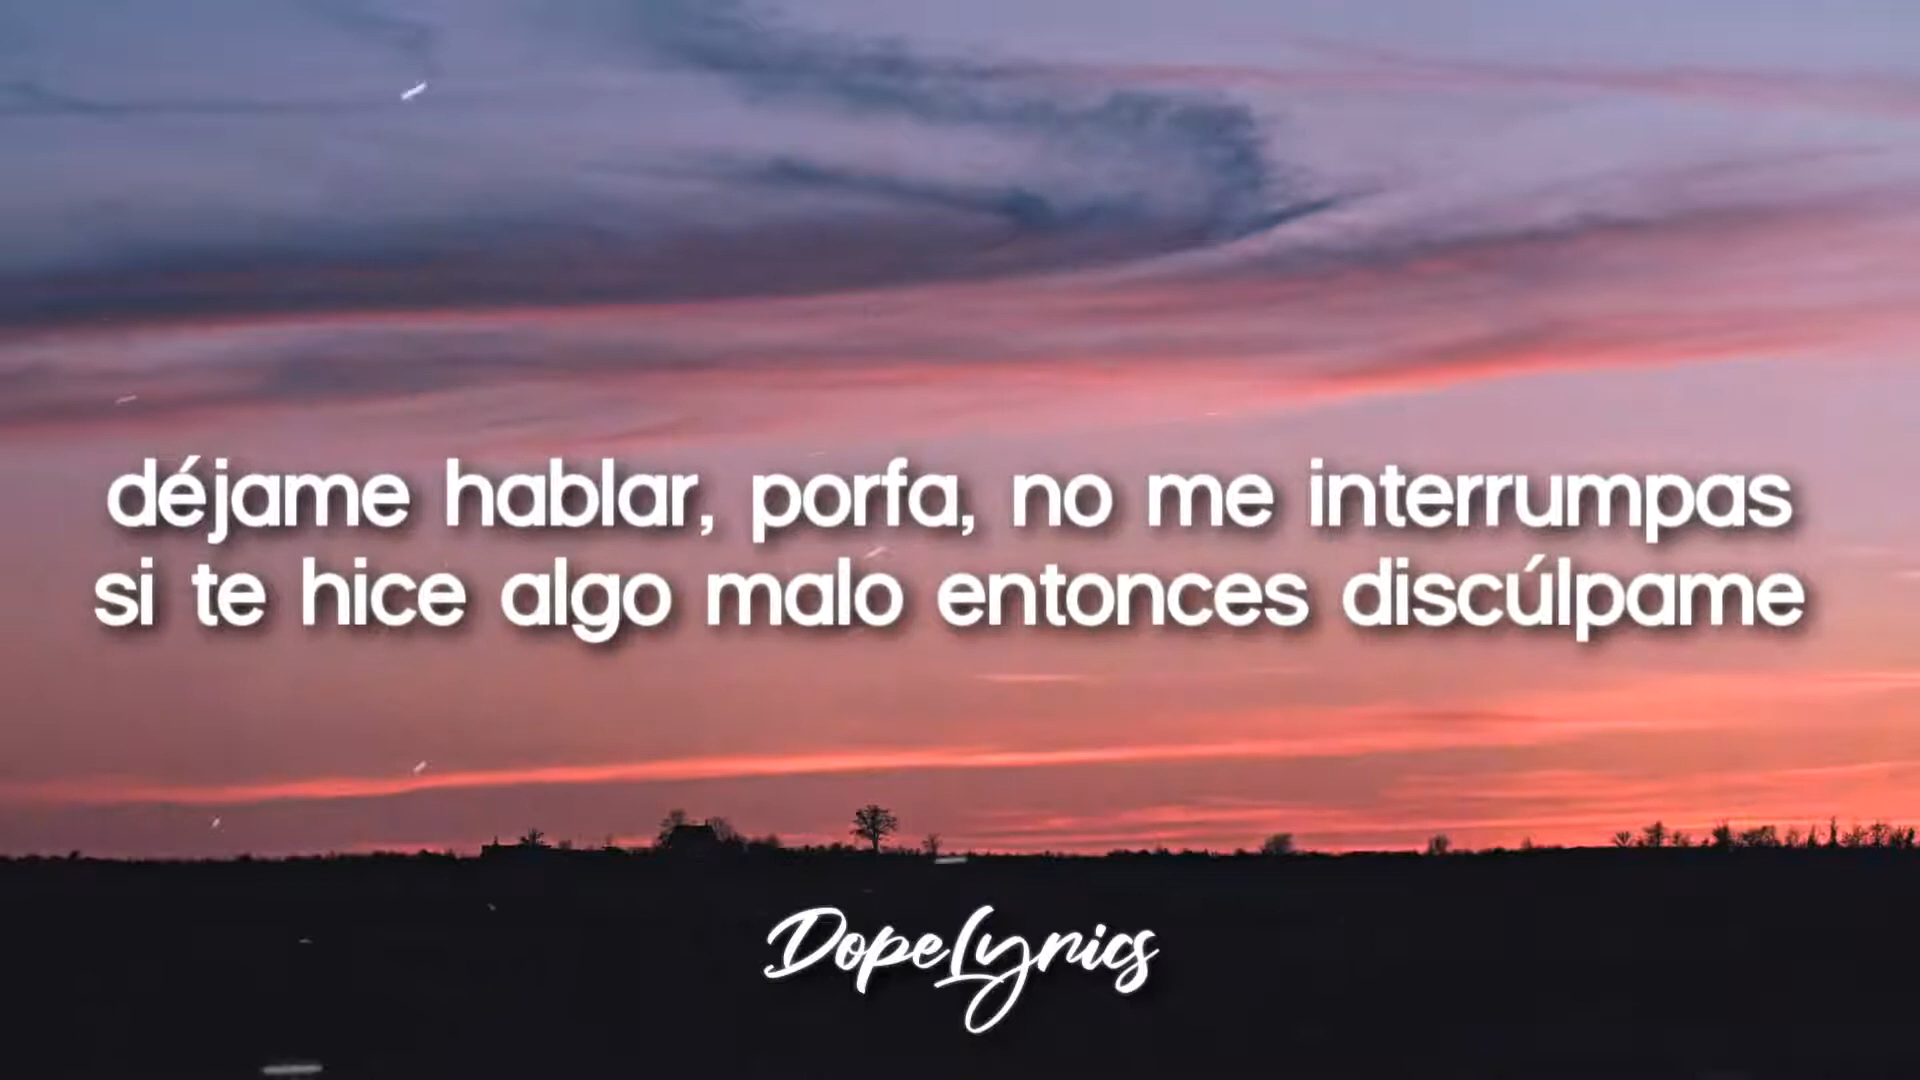 déjame hablar, porfa, no me interrumpas
si te hice algo malo entonces discúlpame
DopeLyrics